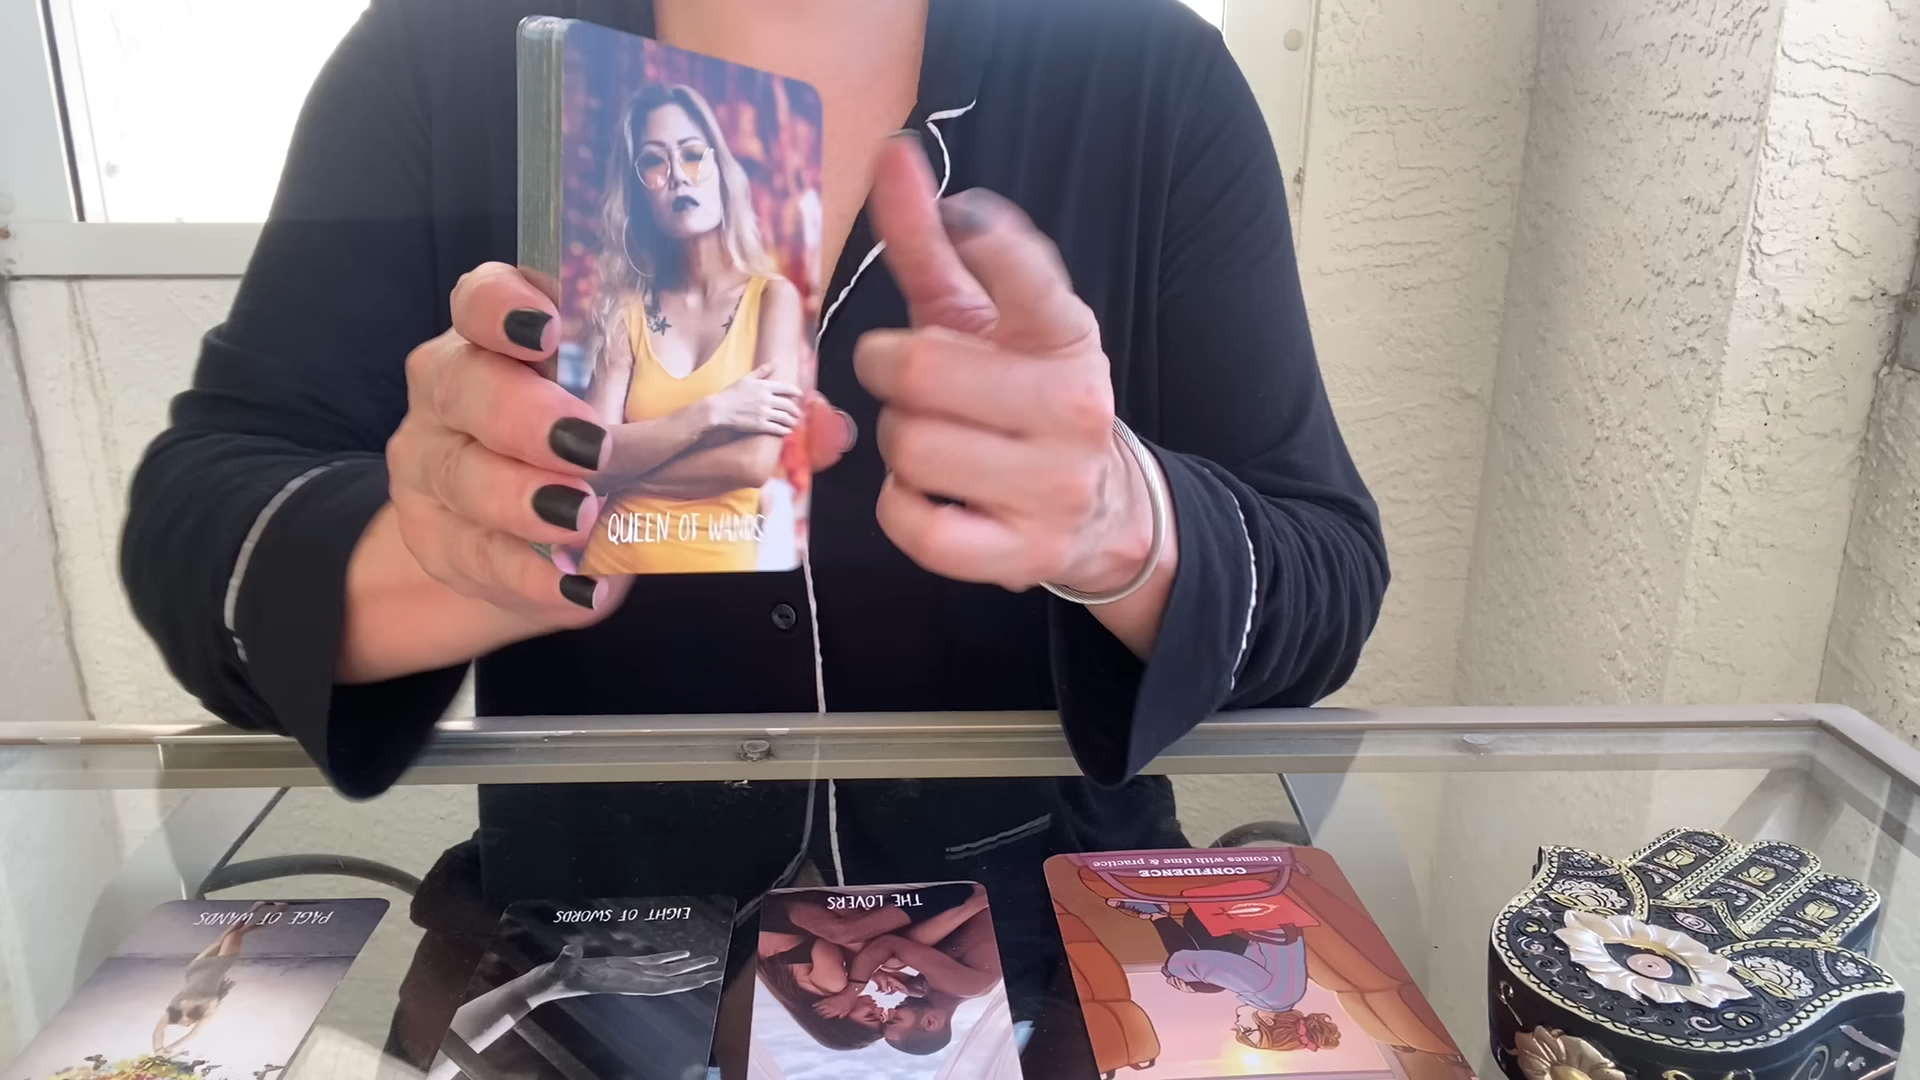 QUEEN OF WANDS
PAGE OF WANDS
EIGHT OF SWORDS
THE LOVERS
CONFIDENCE
it comes with time & practice